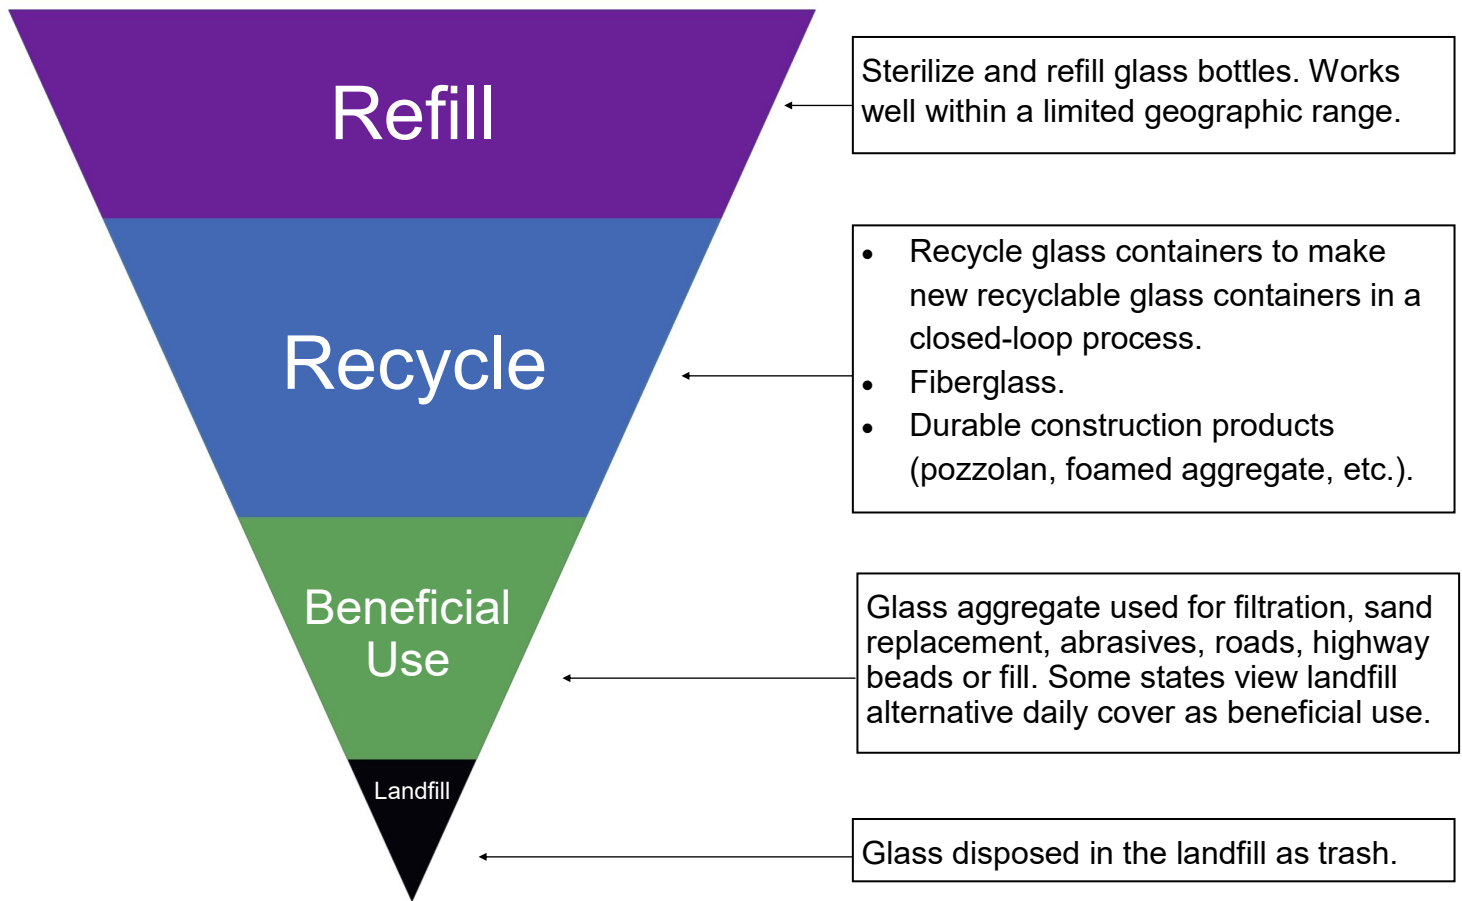 Refill
Sterilize and refill glass bottles. Works
well within a limited geographic range.
Recycle
• Recycle glass containers to make
new recyclable glass containers in a
closed-loop process.
• Fiberglass.
• Durable construction products
(pozzolan, foamed aggregate, etc.).
Beneficial
Use
Glass aggregate used for filtration, sand
replacement, abrasives, roads, highway
beads or fill. Some states view landfill
alternative daily cover as beneficial use.
Landfill
Glass disposed in the landfill as trash.